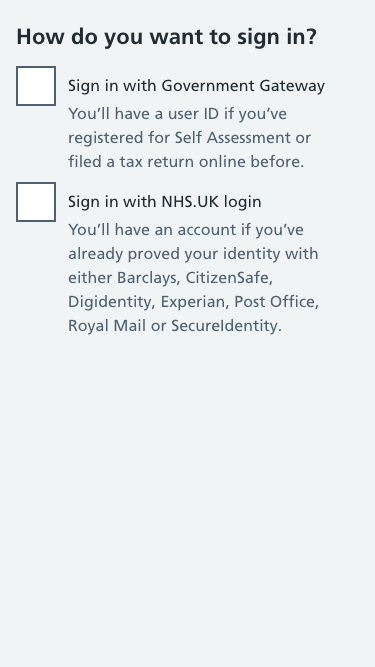 How do you want to sign in?
Sign in with Government Gateway
You’ll have a user ID if you’ve
registered for Self Assessment or
filed a tax return online before.
Sign in with NHS.UK login
You’ll have an account if you’ve
already proved your identity with
either Barclays, CitizenSafe,
Digidentity, Experian, Post Office,
Royal Mail or SecureIdentity.